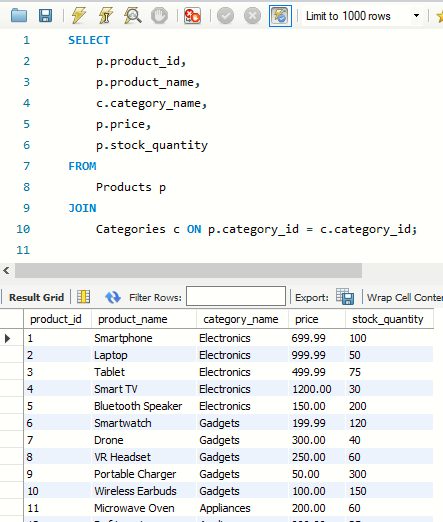 Limit to 1000 rows
1 SELECT
2 p.product_id,
3 p.product_name,
4 c.category_name,
5 p.price,
6 p.stock_quantity
7 FROM
8 Products p
9 JOIN
10 Categories c ON p.category_id = c.category_id;
11
Result Grid Filter Rows: Export: Wrap Cell Conte
product_id product_name category_name price stock_quantity
1 Smartphone Electronics 699.99 100
2 Laptop Electronics 999.99 50
3 Tablet Electronics 499.99 75
4 Smart TV Electronics 1200.00 30
5 Bluetooth Speaker Electronics 150.00 200
6 Smartwatch Gadgets 199.99 120
7 Drone Gadgets 300.00 40
8 VR Headset Gadgets 250.00 60
9 Portable Charger Gadgets 50.00 300
10 Wireless Earbuds Gadgets 100.00 150
11 Microwave Oven Appliances 200.00 60